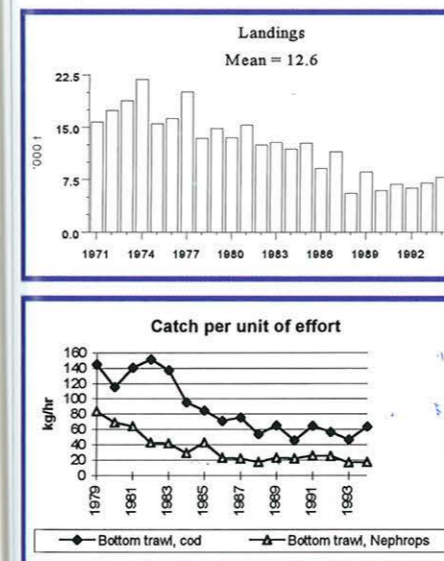 Landings
Mean = 12.6
22.5
15.0
7.5
0.0
'000 t
1971 1974 1977 1980 1983 1986 1989 1992
Catch per unit of effort
160
140
120
100
80
60
40
20
0
kg/hr
1979 1981 1983 1985 1987 1989 1991 1993
Bottom trawl, cod Bottom trawl, Nephrops